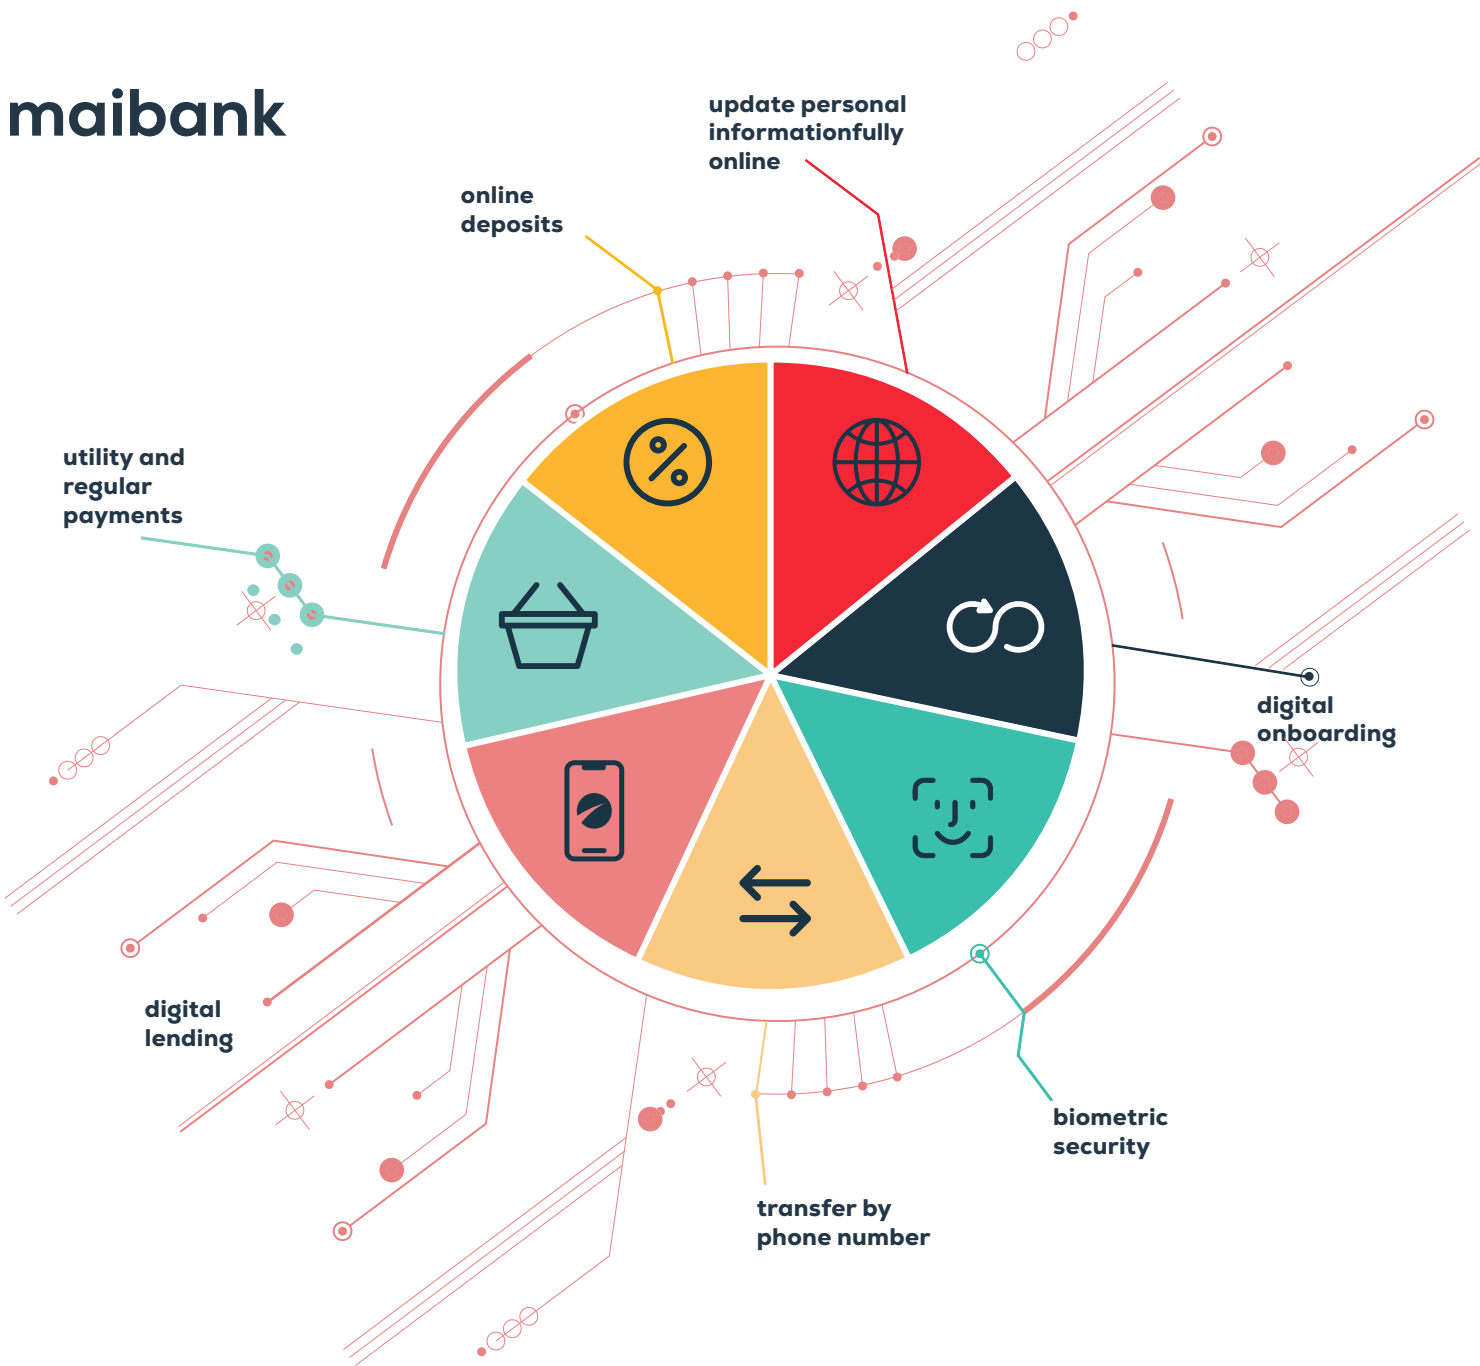 maibank
update personal
informationfully
online
online
deposits
utility and
regular
payments
digital
onboarding
digital
lending
biometric
security
transfer by
phone number